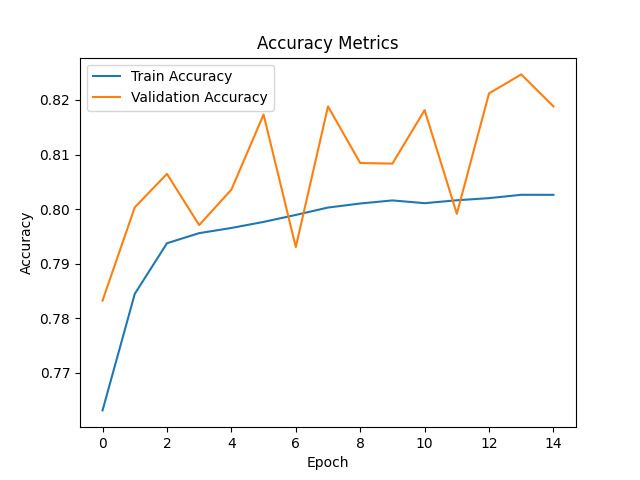 Accuracy Metrics
Train Accuracy
Validation Accuracy
0.82
0.81
0.80
0.79
0.78
0.77
Accuracy
0 2 4 6 8 10 12 14
Epoch